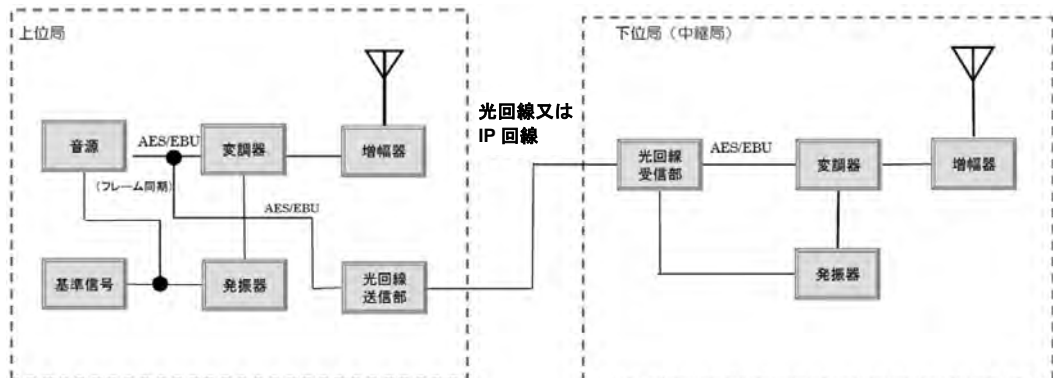 上位局
音源
AES/EBU
変調器
増幅器
(フレーム同期)
AES/EBU
基準信号
発振器
光回線
送信部
光回線又は
IP 回線
下位局（中継局）
光回線
受信部
AES/EBU
変調器
増幅器
発振器